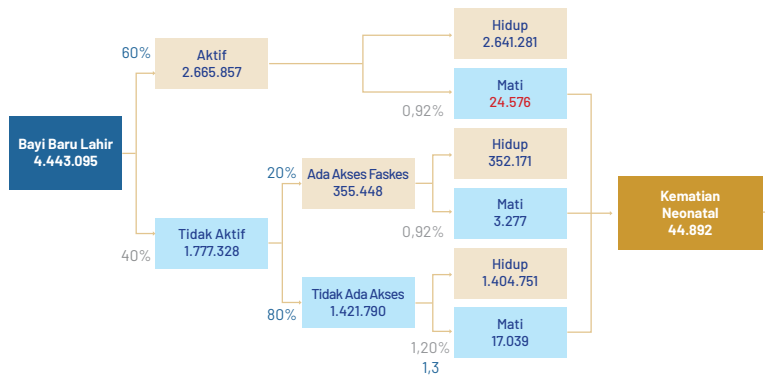 Bayi Baru Lahir
4.443.095
60%
Aktif
2.665.857
Hidup
2.641.281
Mati
24.576
0,92%
40%
Tidak Aktif
1.777.328
20%
Ada Akses Faskes
355.448
Hidup
352.171
Mati
3.277
0,92%
80%
Tidak Ada Akses
1.421.790
Hidup
1.404.751
Mati
17.039
1,20%
1,3
Kematian
Neonatal
44.892